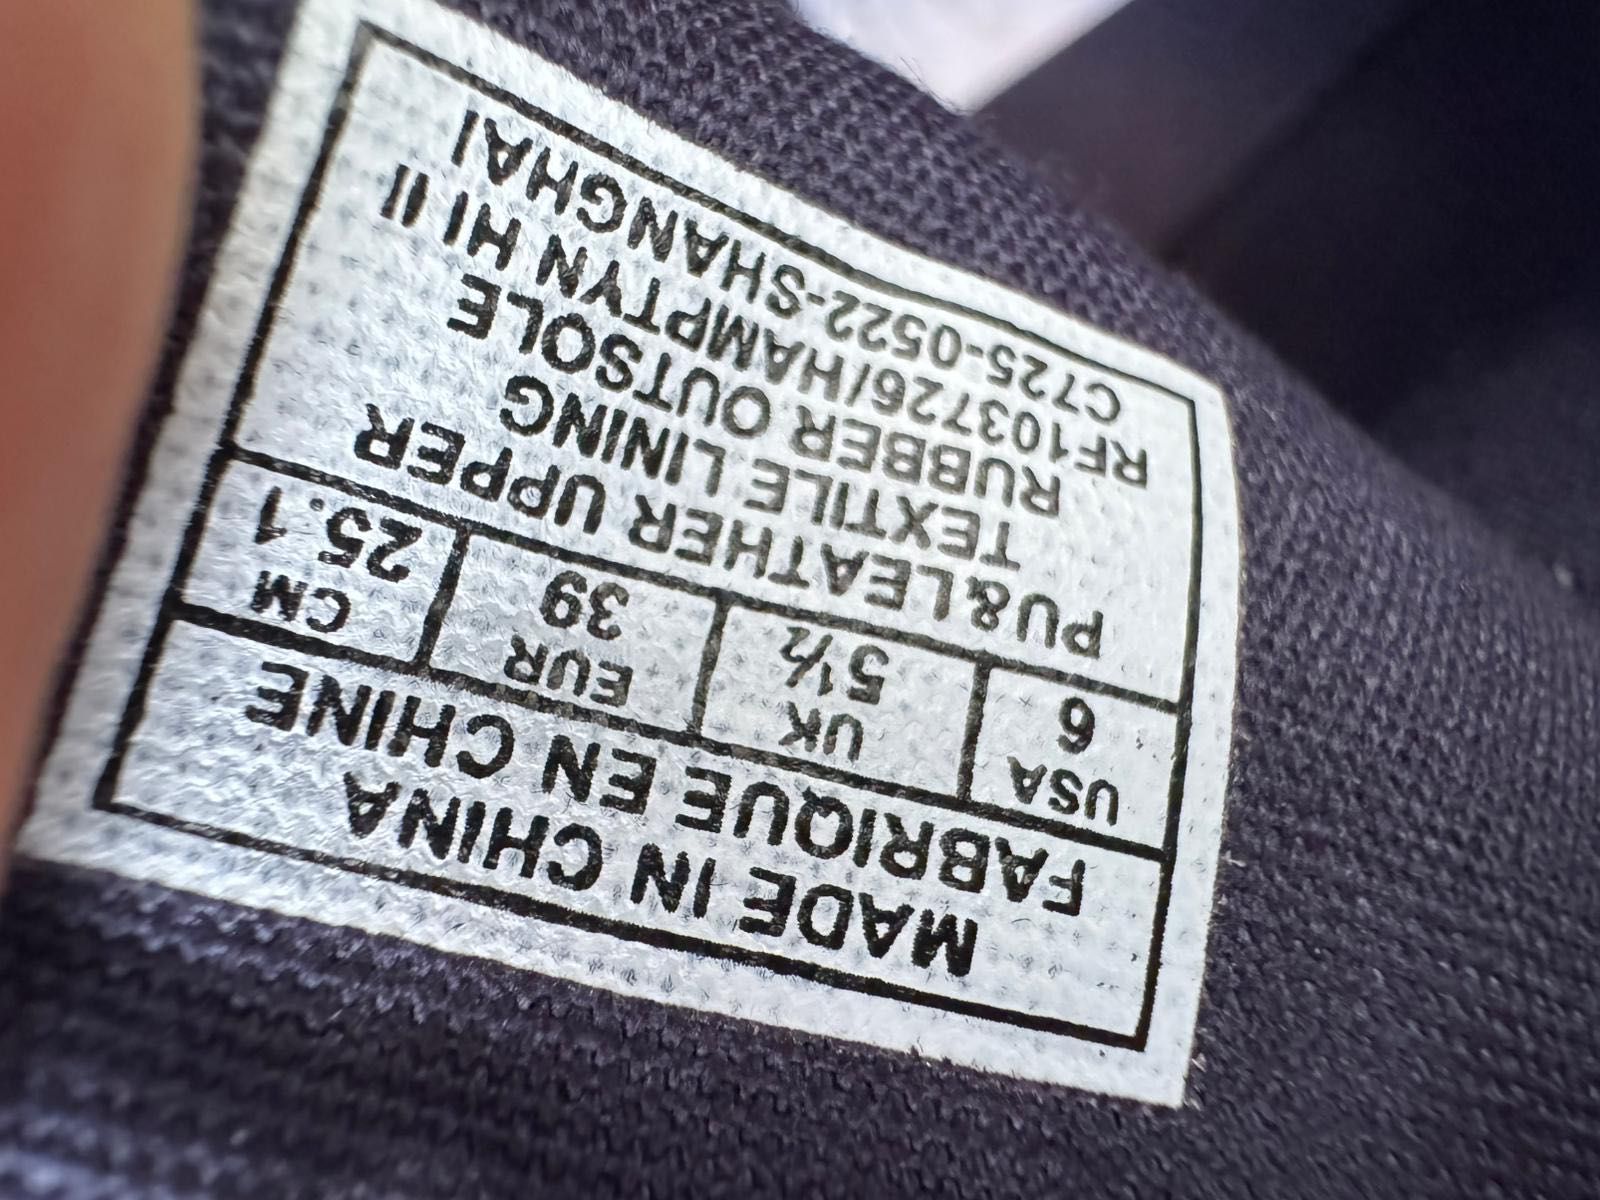 MADE IN CHINA
FABRIQUE EN CHINE
USA UK EUR CM
6 5½ 39 25.1
PU&LEATHER UPPER
TEXTILE LINING
RUBBER OUTSOLE
RF103726/HAMPTYN HI II
C725-0522-SHANGHAI